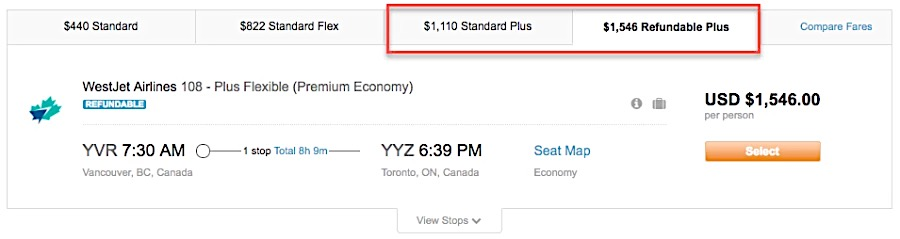 $440 Standard
$822 Standard Flex
$1,110 Standard Plus
$1,546 Refundable Plus
Compare Fares
WestJet Airlines 108 - Plus Flexible (Premium Economy)
REFUNDABLE
USD $1,546.00
per person
YVR 7:30 AM
1 stop Total 8h 9m
YYZ 6:39 PM
Seat Map
Select
Vancouver, BC, Canada
Toronto, ON, Canada
Economy
View Stops